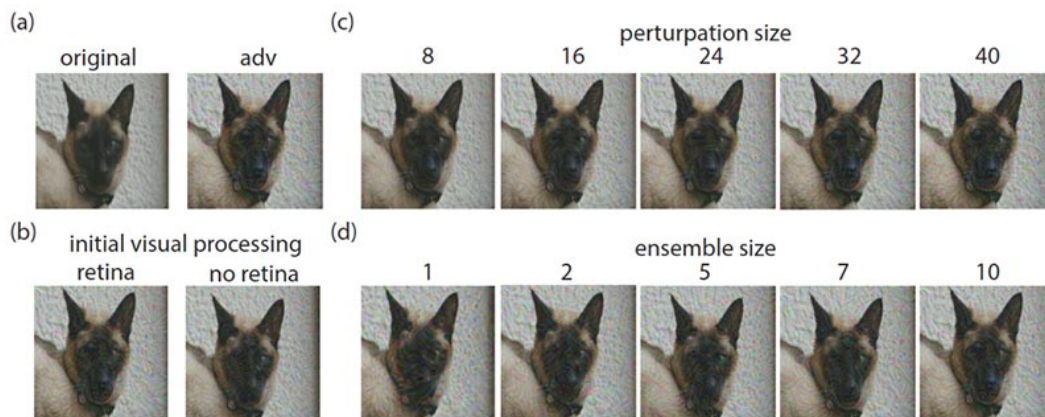 (a)
original adv
(b)
initial visual processing
retina no retina
(c)
perturpation size
8 16 24 32 40
(d)
ensemble size
1 2 5 7 10